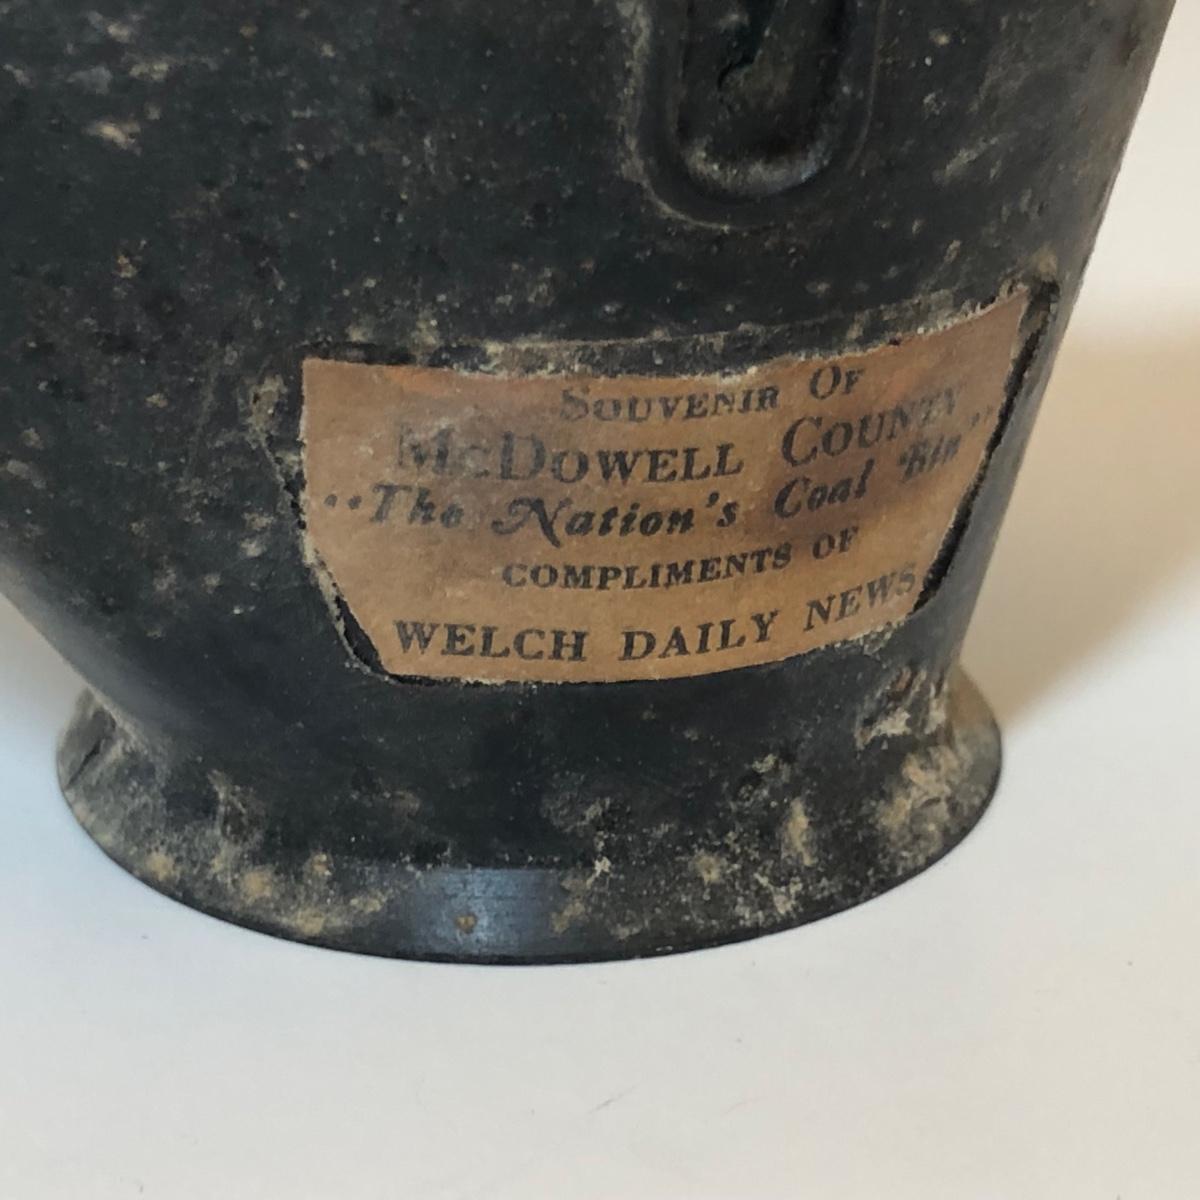 SOUVENIR OF
MCDOWELL COUNTY
"The Nation's Coal Bin"
COMPLIMENTS OF
WELCH DAILY NEWS